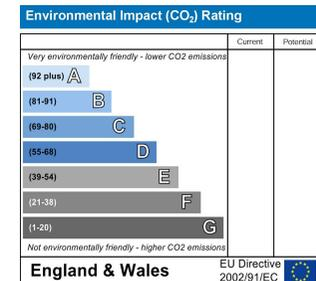 Environmental Impact (CO₂) Rating
Current Potential
Very environmentally friendly - lower CO2 emissions
(92 plus) A
(81-91) B
(69-80) C
(55-68) D
(39-54) E
(21-38) F
(1-20) G
Not environmentally friendly - higher CO2 emissions
England & Wales
EU Directive
2002/91/EC